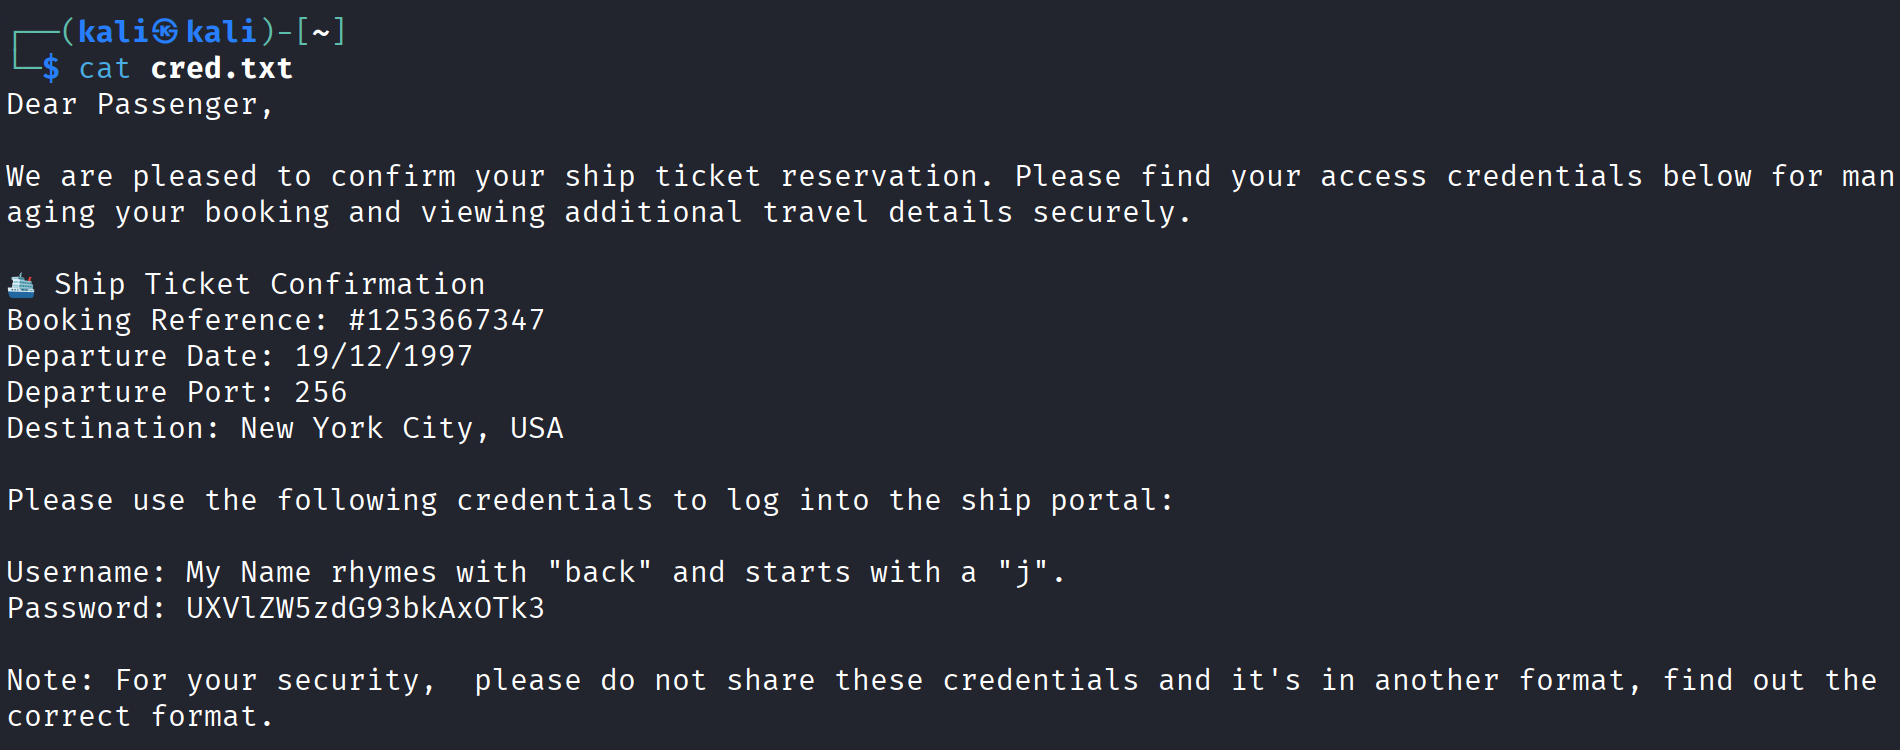 ┌──(kali㉿kali)-[~]
└─$ cat cred.txt
Dear Passenger,
We are pleased to confirm your ship ticket reservation. Please find your access credentials below for man
aging your booking and viewing additional travel details securely.
🛳️ Ship Ticket Confirmation
Booking Reference: #1253667347
Departure Date: 19/12/1997
Departure Port: 256
Destination: New York City, USA
Please use the following credentials to log into the ship portal:
Username: My Name rhymes with "back" and starts with a "j".
Password: UXVlZW5zdG93bkAxOTk3
Note: For your security,  please do not share these credentials and it's in another format, find out the
correct format.